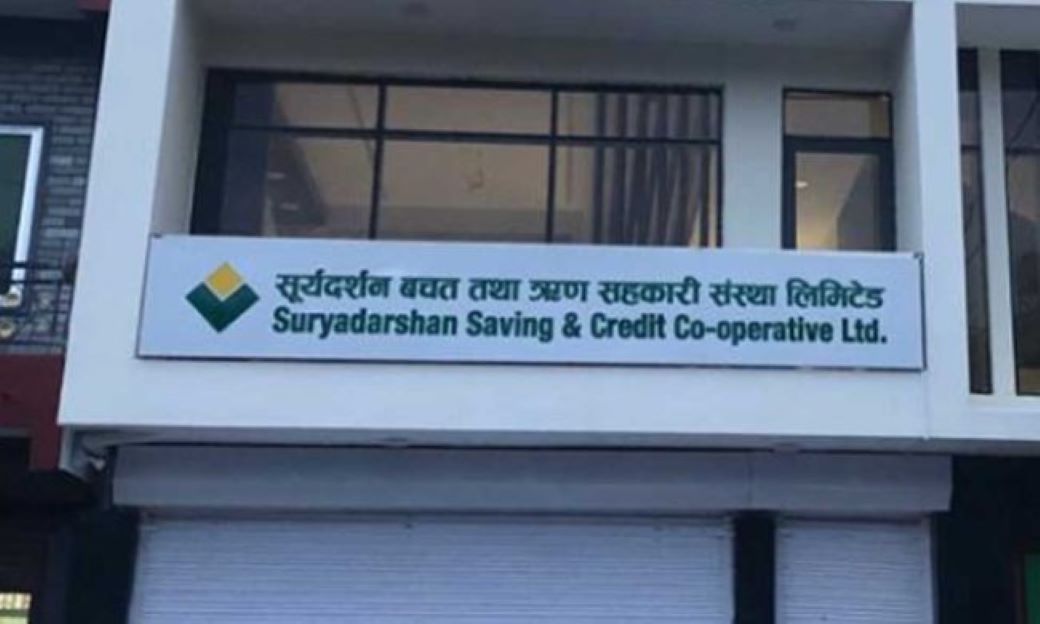 सूर्यदर्शन बचत तथा ऋण सहकारी संस्था लिमिटेड
Suryadarshan Saving & Credit Co-operative Ltd.